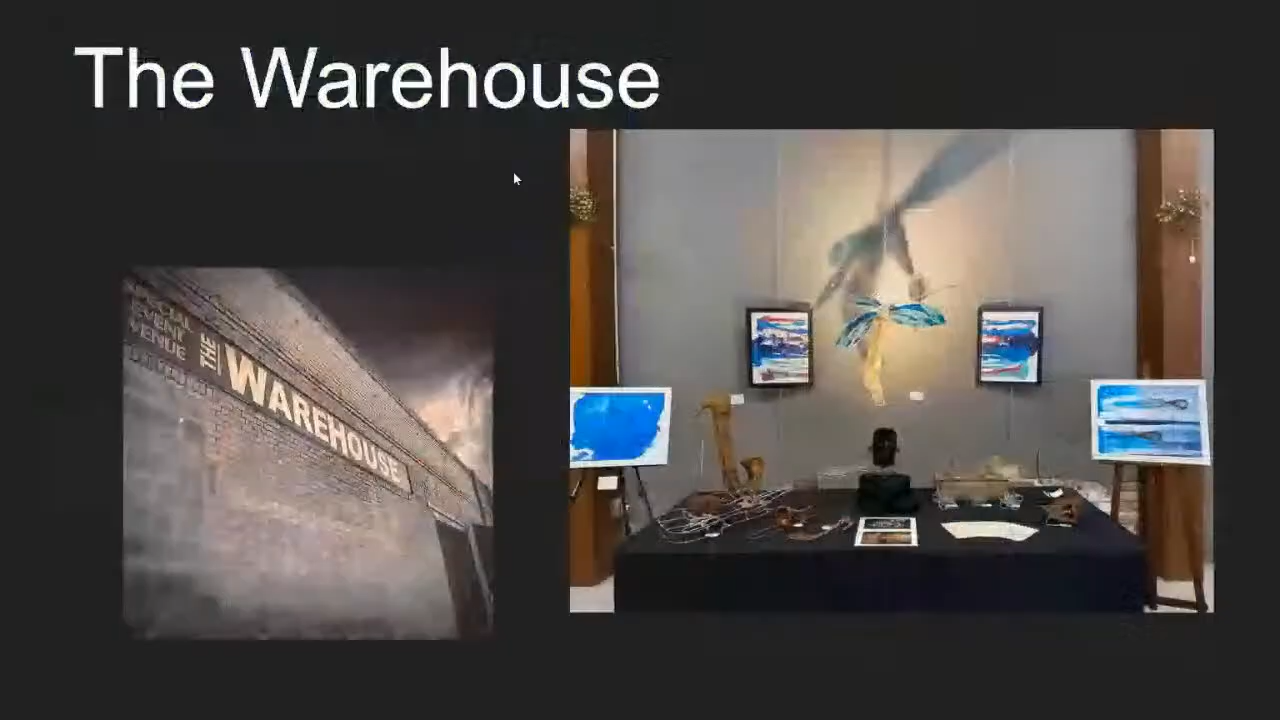 The Warehouse
SPECIAL
EVENT
VENUE
THE
WAREHOUSE